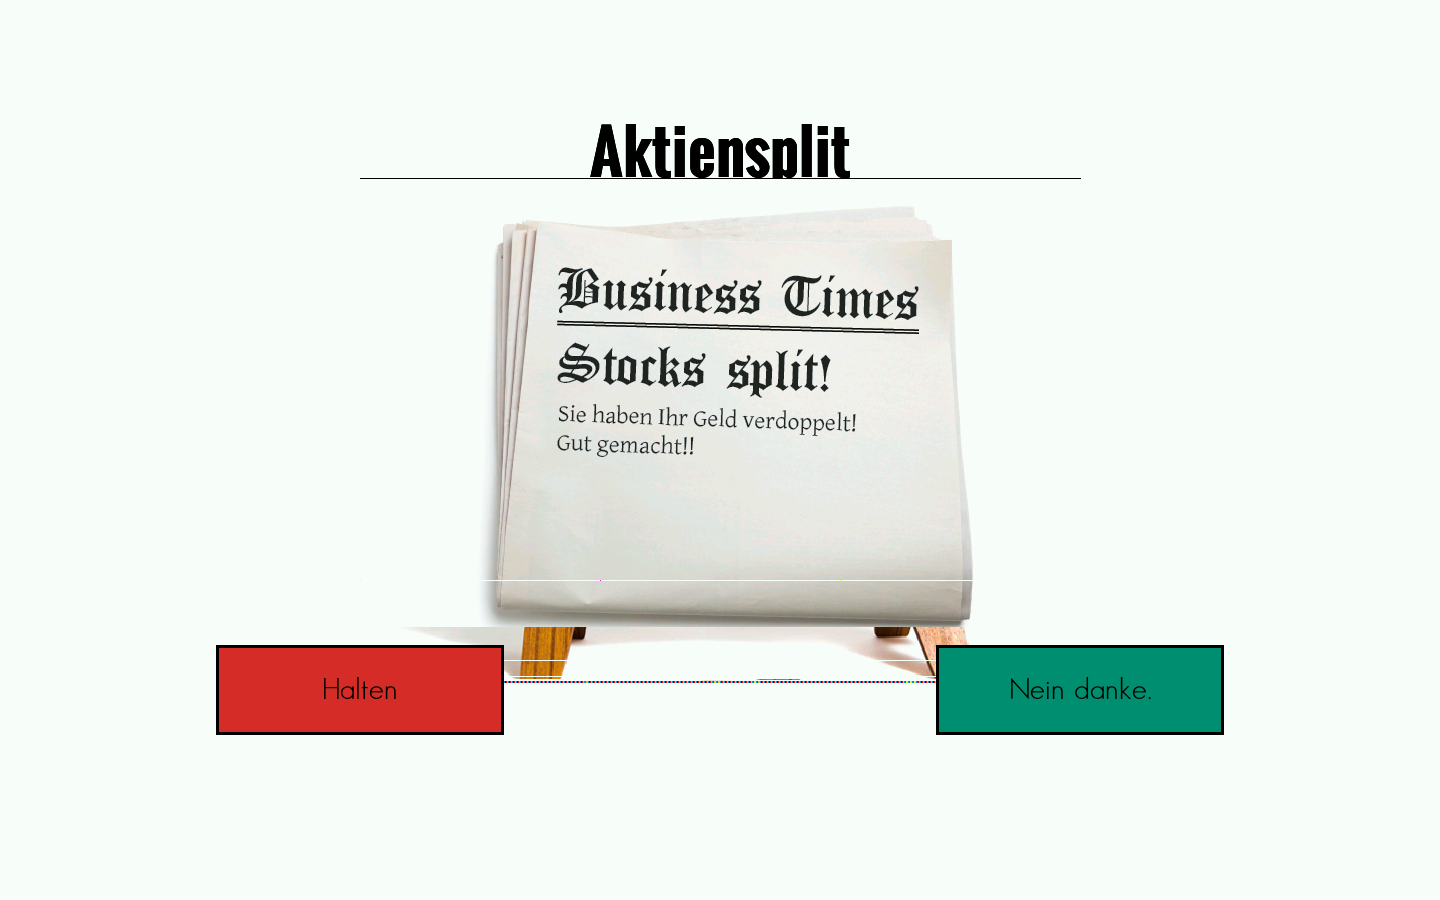 Aktiensplit
Business Times
Stocks split!
Sie haben Ihr Geld verdoppelt!
Gut gemacht!!
Halten
Nein danke.